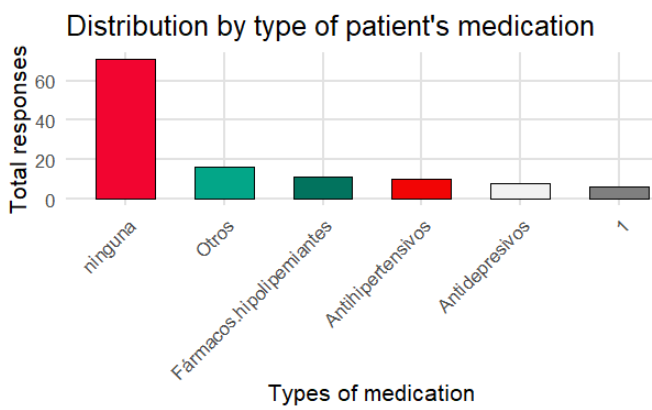 Distribution by type of patient's medication
Total responses
60
40
20
0
ninguna
Otros
Fármacos.hipolipemiantes
Antihipertensivos
Antidepresivos
1
Types of medication